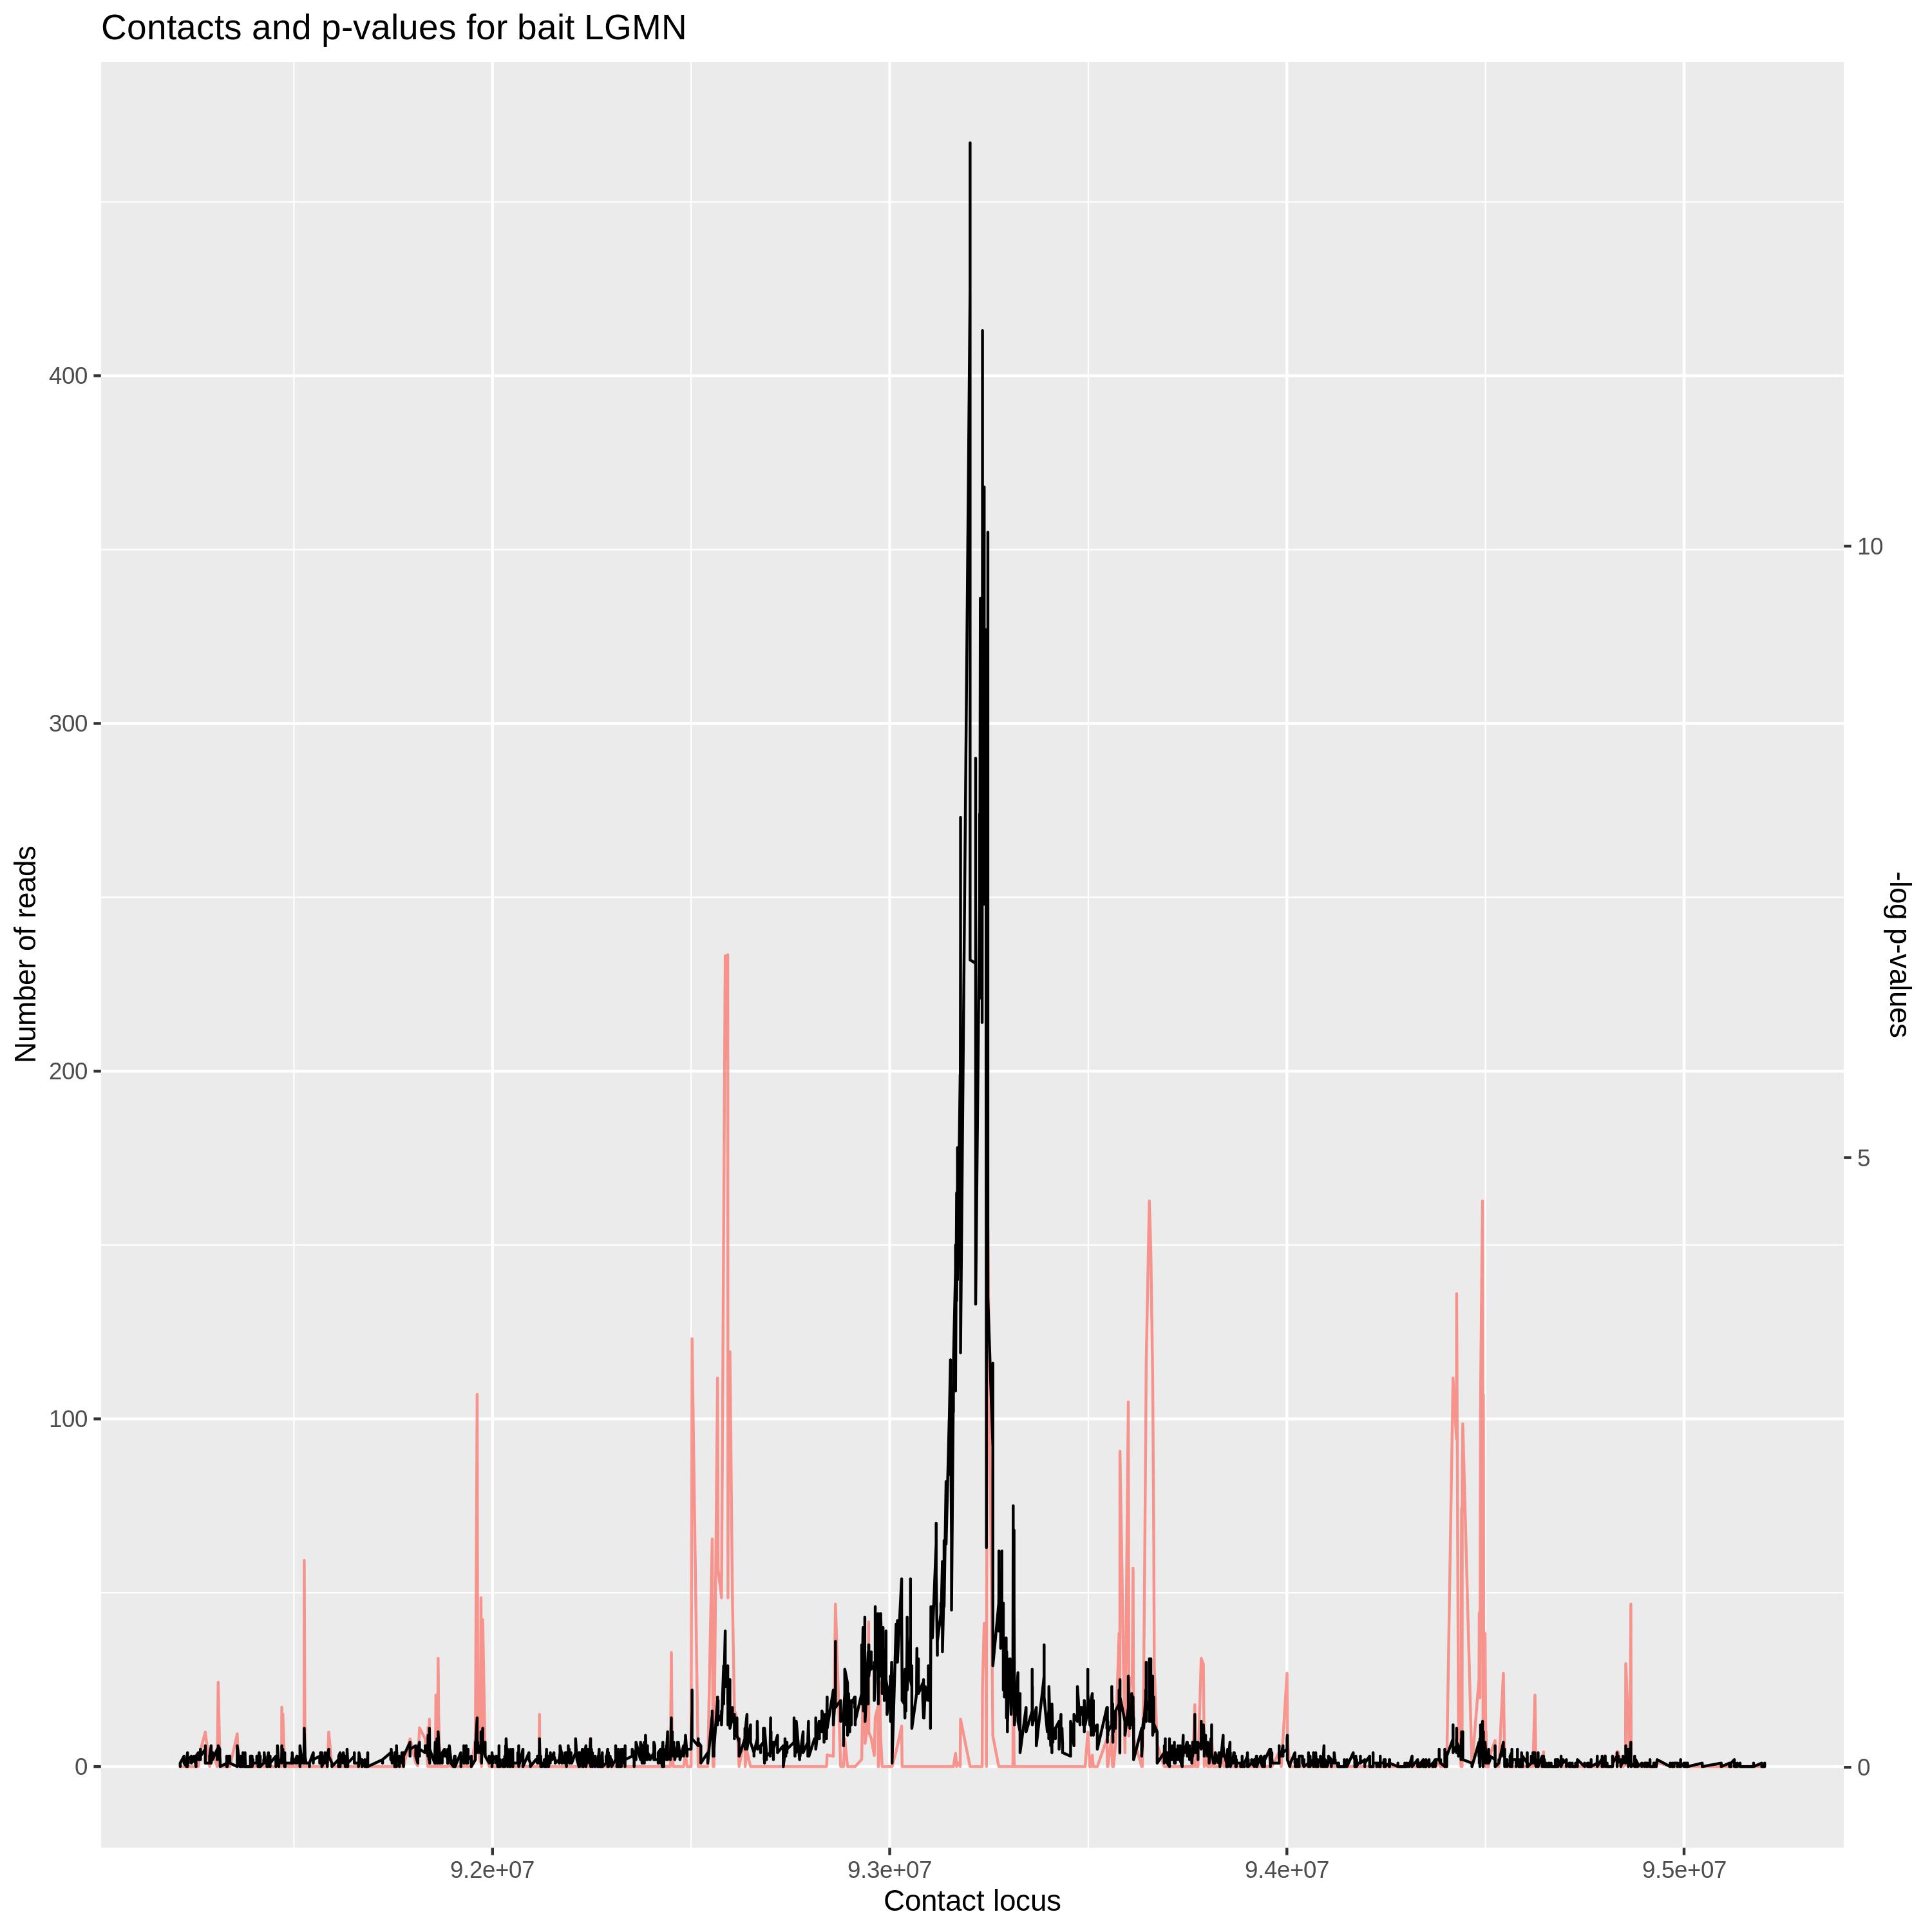 Contacts and p-values for bait LGMN
Number of reads
400
300
200
100
0
10
5
0
-log p-values
9.2e+07
9.3e+07
9.4e+07
9.5e+07
Contact locus